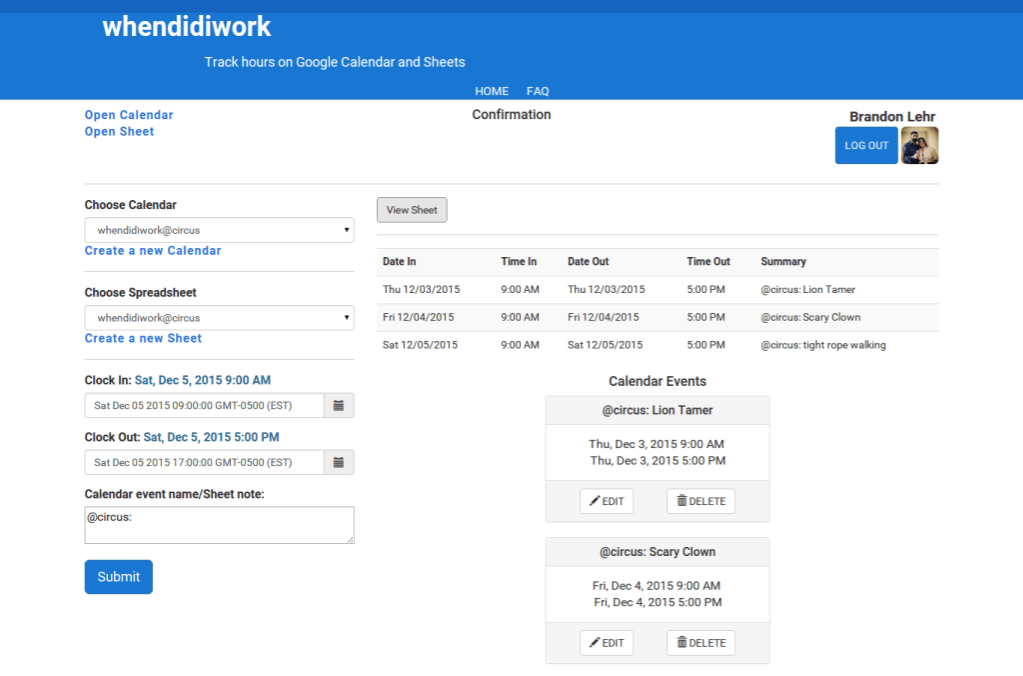 whendidiwork
Track hours on Google Calendar and Sheets
HOME FAQ
Open Calendar
Open Sheet
Confirmation
Brandon Lehr
LOG OUT
Choose Calendar
whendidiwork@circus
Create a new Calendar
Choose Spreadsheet
whendidiwork@circus
Create a new Sheet
Clock In: Sat, Dec 5, 2015 9:00 AM
Sat Dec 05 2015 09:00:00 GMT-0500 (EST)
Clock Out: Sat, Dec 5, 2015 5:00 PM
Sat Dec 05 2015 17:00:00 GMT-0500 (EST)
Calendar event name/Sheet note:
@circus:
Submit
View Sheet
Date In Time In Date Out Time Out Summary
Thu 12/03/2015 9:00 AM Thu 12/03/2015 5:00 PM @circus: Lion Tamer
Fri 12/04/2015 9:00 AM Fri 12/04/2015 5:00 PM @circus: Scary Clown
Sat 12/05/2015 9:00 AM Sat 12/05/2015 5:00 PM @circus: tight rope walking
Calendar Events
@circus: Lion Tamer
Thu, Dec 3, 2015 9:00 AM
Thu, Dec 3, 2015 5:00 PM
EDIT DELETE
@circus: Scary Clown
Fri, Dec 4, 2015 9:00 AM
Fri, Dec 4, 2015 5:00 PM
EDIT DELETE